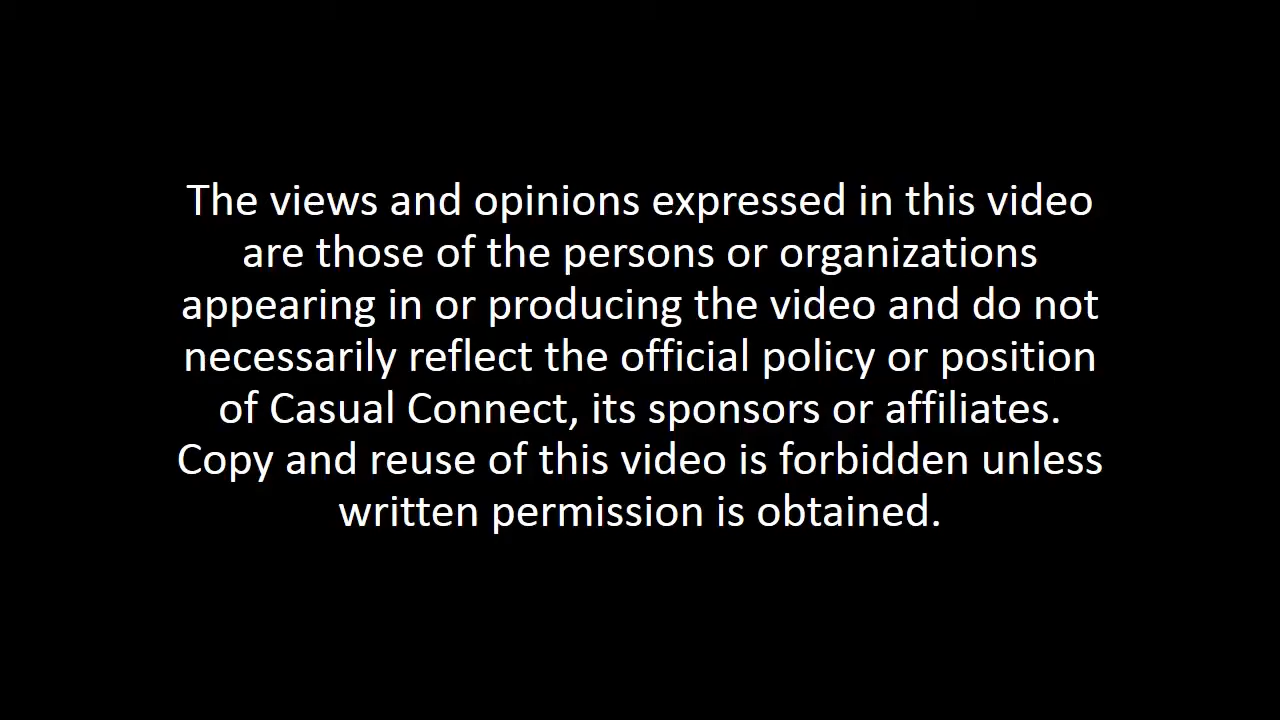 The views and opinions expressed in this video
are those of the persons or organizations
appearing in or producing the video and do not
necessarily reflect the official policy or position
of Casual Connect, its sponsors or affiliates.
Copy and reuse of this video is forbidden unless
written permission is obtained.